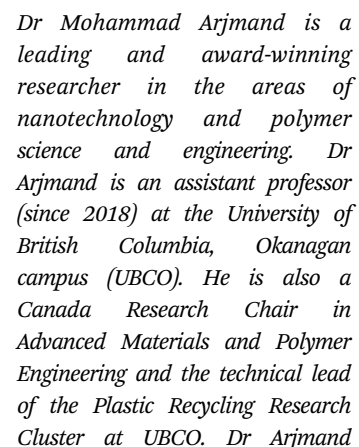 Dr Mohammad Arjmand is a
leading and award-winning
researcher in the areas of
nanotechnology and polymer
science and engineering. Dr
Arjmand is an assistant professor
(since 2018) at the University of
British Columbia, Okanagan
campus (UBCO). He is also a
Canada Research Chair in
Advanced Materials and Polymer
Engineering and the technical lead
of the Plastic Recycling Research
Cluster at UBCO. Dr Arjmand